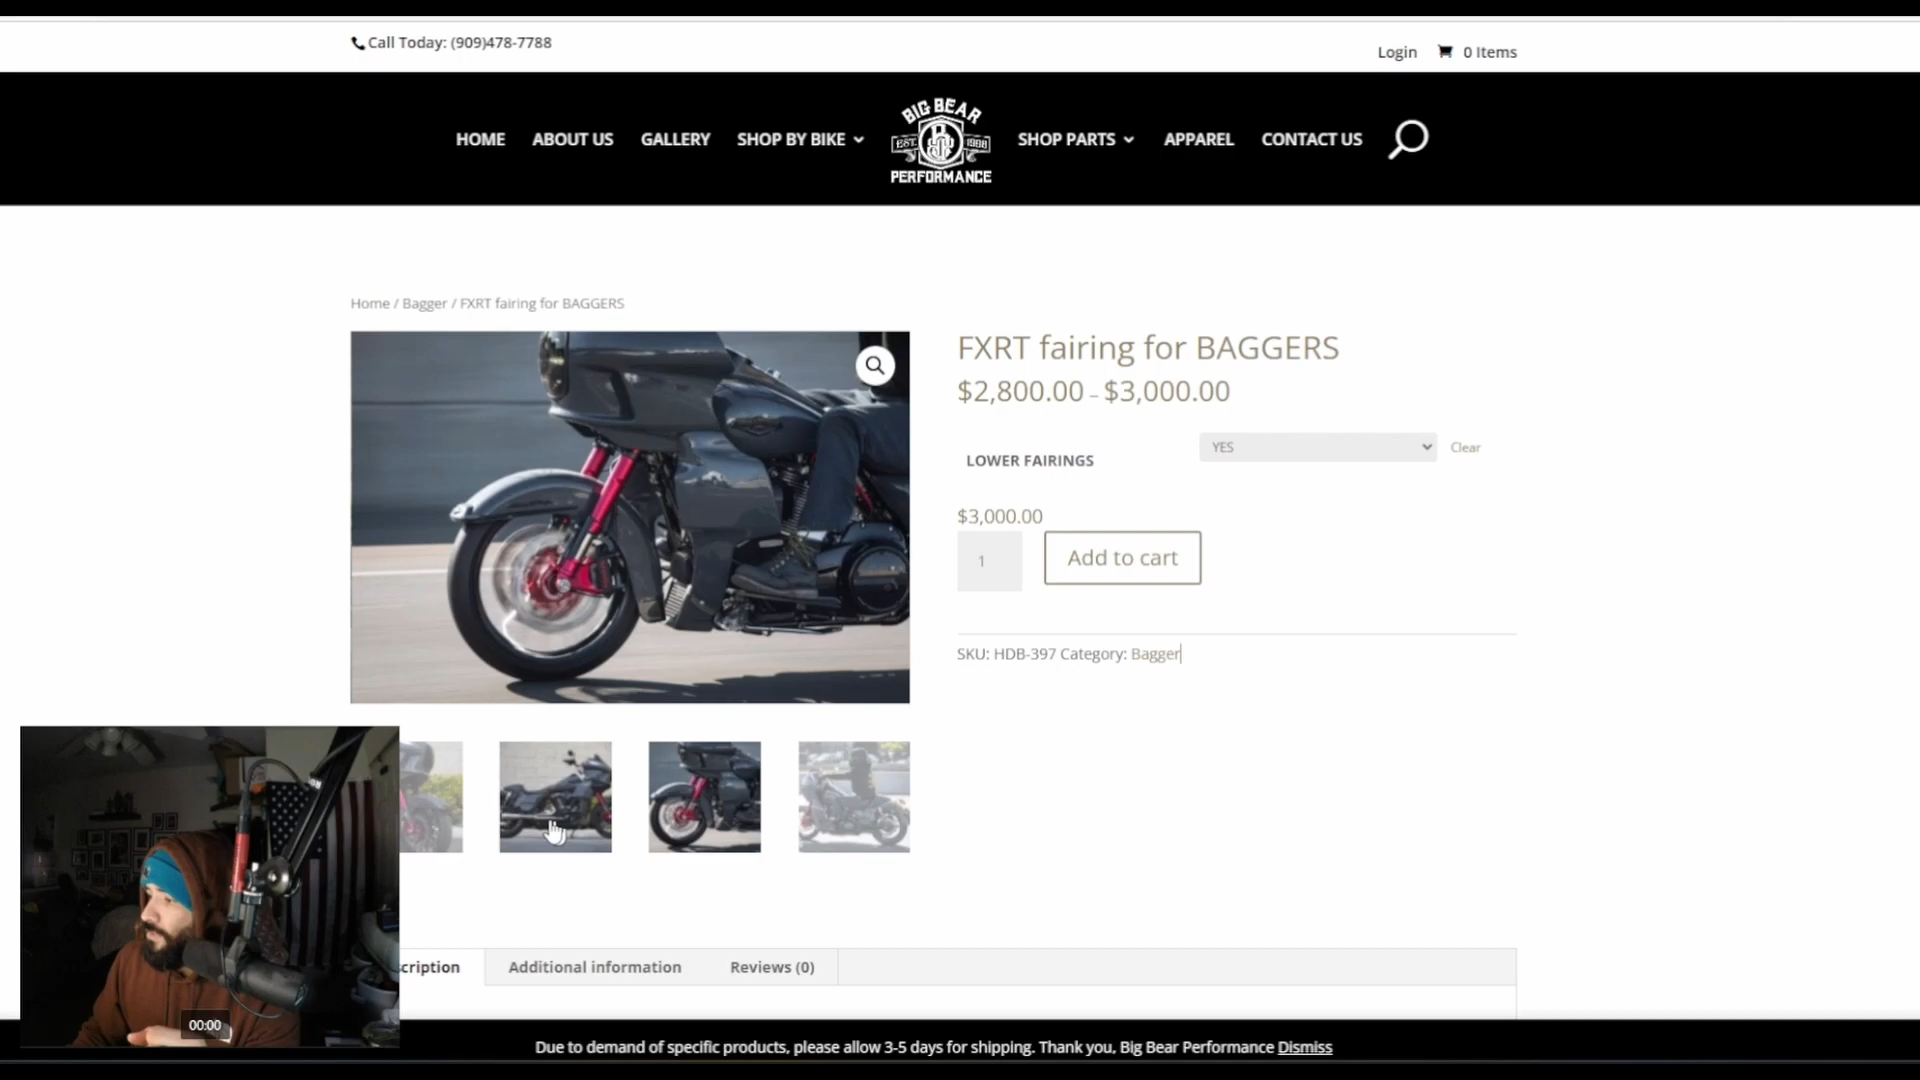 Call Today: (909)478-7788
Login 0 Items
HOME ABOUT US GALLERY SHOP BY BIKE
BIG BEAR
EST. 1998
PERFORMANCE
SHOP PARTS APPAREL CONTACT US
Home / Bagger / FXRT fairing for BAGGERS
FXRT fairing for BAGGERS
$2,800.00 – $3,000.00
LOWER FAIRINGS YES Clear
$3,000.00
1 Add to cart
SKU: HDB-397 Category: Bagger
cription Additional information Reviews (0)
00:00
Due to demand of specific products, please allow 3-5 days for shipping. Thank you, Big Bear Performance Dismiss